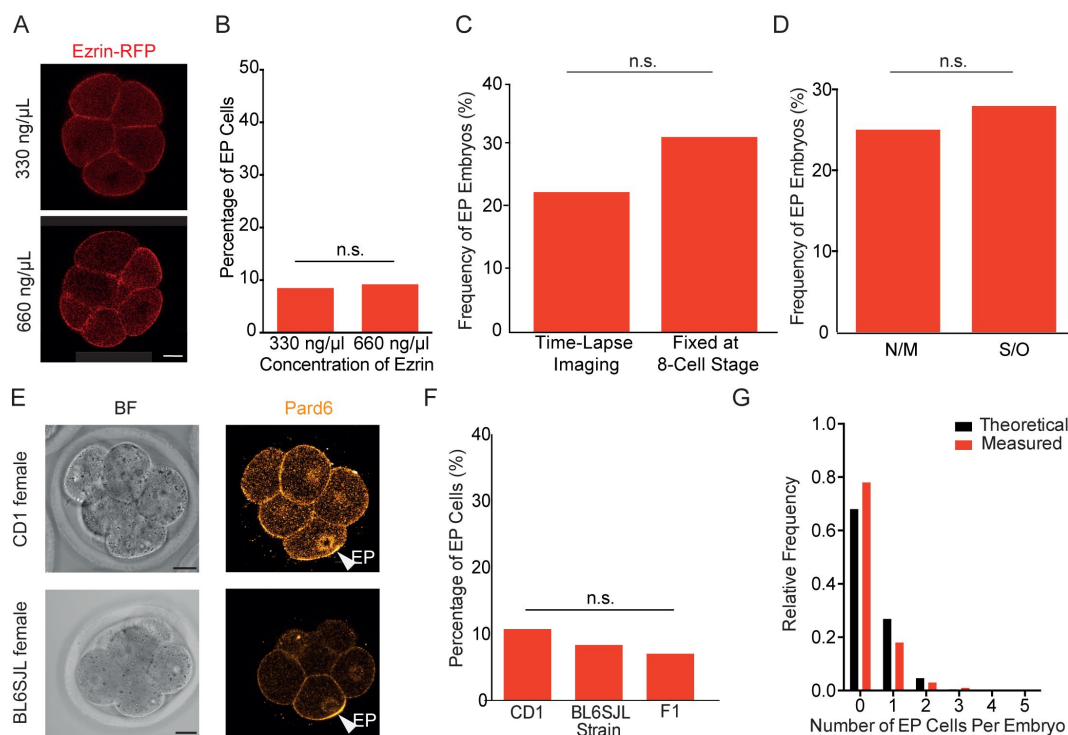 A
Ezrin-RFP
330 ng/µL
660 ng/µL
B
Percentage of EP Cells
50
40
30
20
10
0
n.s.
330 ng/µl 660 ng/µl
Concentration of Ezrin
C
Frequency of EP Embryos (%)
40
30
20
10
0
n.s.
Time-Lapse Imaging
Fixed at 8-Cell Stage
D
Frequency of EP Embryos (%)
30
20
10
0
n.s.
N/M S/O
E
BF
Pard6
CD1 female
EP
BL6SJL female
EP
F
Percentage of EP Cells (%)
40
30
20
10
0
n.s.
CD1 BL6SJL F1
Strain
G
Theoretical
Measured
Relative Frequency
1.0
0.8
0.6
0.4
0.2
0.0
0 1 2 3 4 5
Number of EP Cells Per Embryo